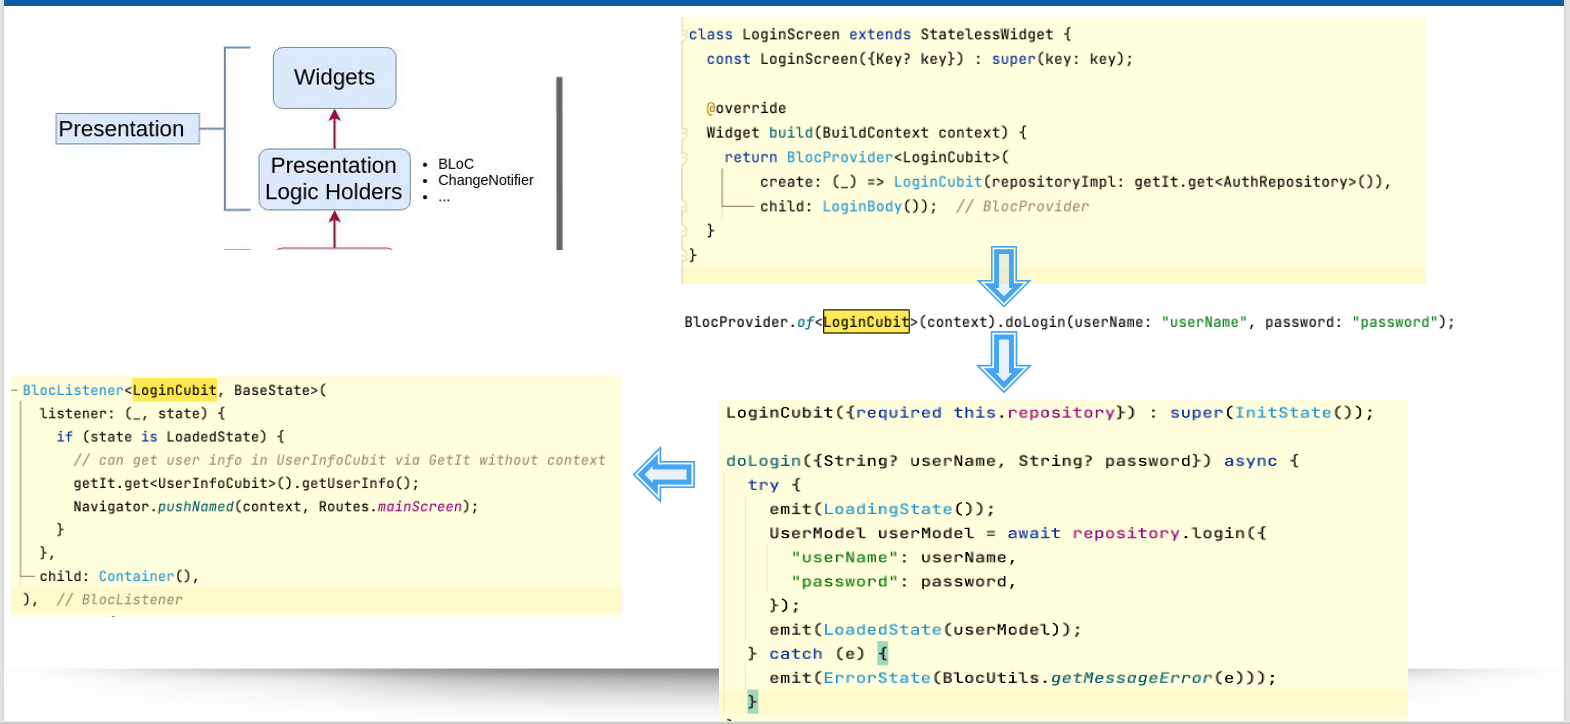 Presentation
Widgets
Presentation
Logic Holders
• BLoC
• ChangeNotifier
• ...
class LoginScreen extends StatelessWidget {
const LoginScreen({Key? key}) : super(key: key);
@override
Widget build(BuildContext context) {
return BlocProvider<LoginCubit>(
create: (_) => LoginCubit(repositoryImpl: getIt.get<AuthRepository>()),
child: LoginBody()); // BlocProvider
}
}
BlocProvider.of<LoginCubit>(context).doLogin(userName: "userName", password: "password");
LoginCubit({required this.repository}) : super(InitState());
doLogin({String? userName, String? password}) async {
try {
emit(LoadingState());
UserModel userModel = await repository.login({
"userName": userName,
"password": password,
});
emit(LoadedState(userModel));
} catch (e) {
emit(ErrorState(BlocUtils.getMessageError(e)));
}
BlocListener<LoginCubit, BaseState>(
listener: (_, state) {
if (state is LoadedState) {
// can get user info in UserInfoCubit via GetIt without context
getIt.get<UserInfoCubit>().getUserInfo();
Navigator.pushNamed(context, Routes.mainScreen);
}
},
child: Container(),
), // BlocListener